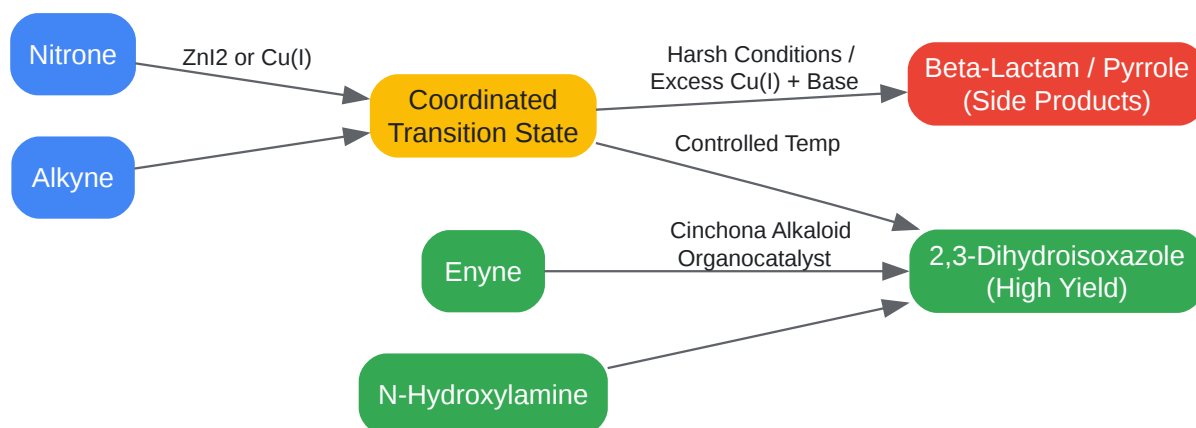 Nitrone
ZnI2 or Cu(I)
Alkyne
Coordinated
Transition State
Harsh Conditions /
Excess Cu(I) + Base
Beta-Lactam / Pyrrole
(Side Products)
Controlled Temp
Enyne
Cinchona Alkaloid
Organocatalyst
2,3-Dihydroisoxazole
(High Yield)
N-Hydroxylamine